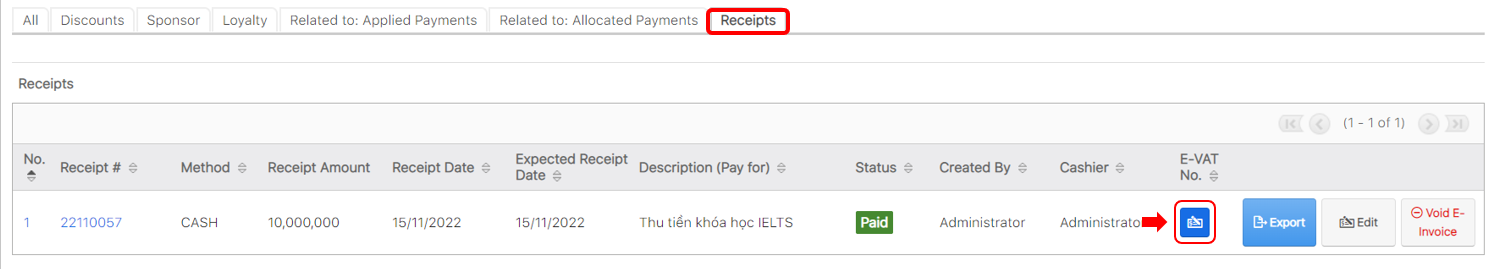 All Discounts Sponsor Loyalty Related to: Applied Payments Related to: Allocated Payments Receipts
Receipts
(1 - 1 of 1)
No. Receipt # Method Receipt Amount Receipt Date Expected Receipt Date Description (Pay for) Status Created By Cashier E-VAT No.
1 22110057 CASH 10,000,000 15/11/2022 15/11/2022 Thu tiền khóa học IELTS Paid Administrator Administrato Export Edit Void E-Invoice